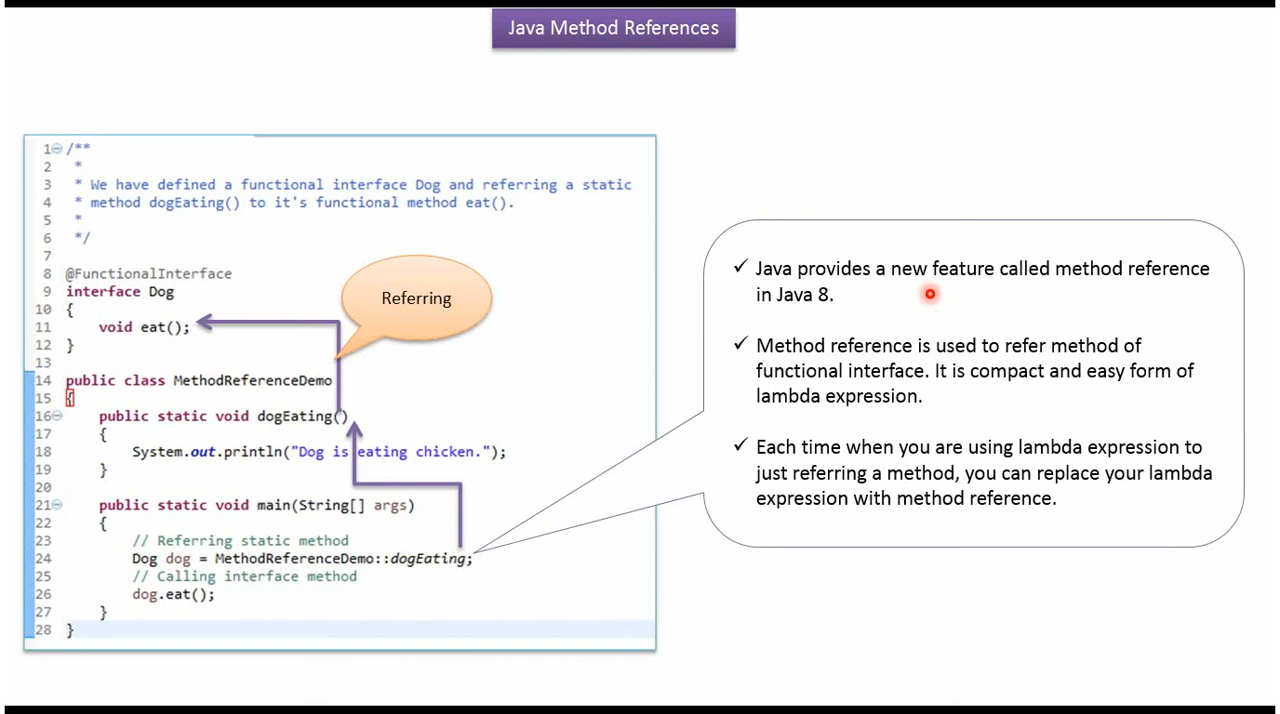 Java Method References
1 /**
2 *
3 * We have defined a functional interface Dog and referring a static
4 * method dogEating() to it's functional method eat().
5 *
6 */
7
8 @FunctionalInterface
9 interface Dog
10 {
11 void eat();
12 }
13
14 public class MethodReferenceDemo
15 {
16 public static void dogEating()
17 {
18 System.out.println("Dog is eating chicken.");
19 }
20
21 public static void main(String[] args)
22 {
23 // Referring static method
24 Dog dog = MethodReferenceDemo::dogEating;
25 // Calling interface method
26 dog.eat();
27 }
28 }
Referring
✓ Java provides a new feature called method reference
in Java 8.
✓ Method reference is used to refer method of
functional interface. It is compact and easy form of
lambda expression.
✓ Each time when you are using lambda expression to
just referring a method, you can replace your lambda
expression with method reference.